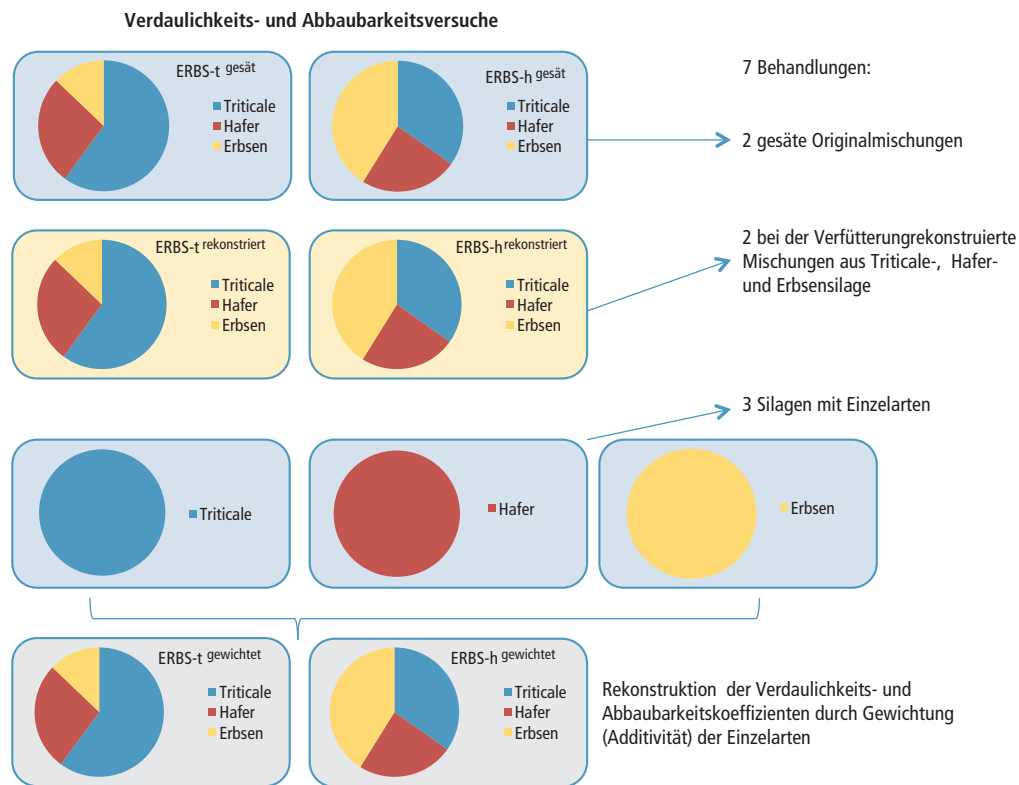 Verdaulichkeits- und Abbaubarkeitsversuche
ERBS-t gesät
Triticale
Hafer
Erbsen
ERBS-h gesät
Triticale
Hafer
Erbsen
7 Behandlungen:
2 gesäte Originalmischungen
ERBS-t rekonstriert
Triticale
Hafer
Erbsen
ERBS-h rekonstriert
Triticale
Hafer
Erbsen
2 bei der Verfütterungrekonstruierte
Mischungen aus Triticale-, Hafer-
und Erbsensilage
3 Silagen mit Einzelarten
Triticale
Hafer
Erbsen
ERBS-t gewichtet
Triticale
Hafer
Erbsen
ERBS-h gewichtet
Triticale
Hafer
Erbsen
Rekonstruktion der Verdaulichkeits- und
Abbaubarkeitskoeffizienten durch Gewichtung
(Additivität) der Einzelarten